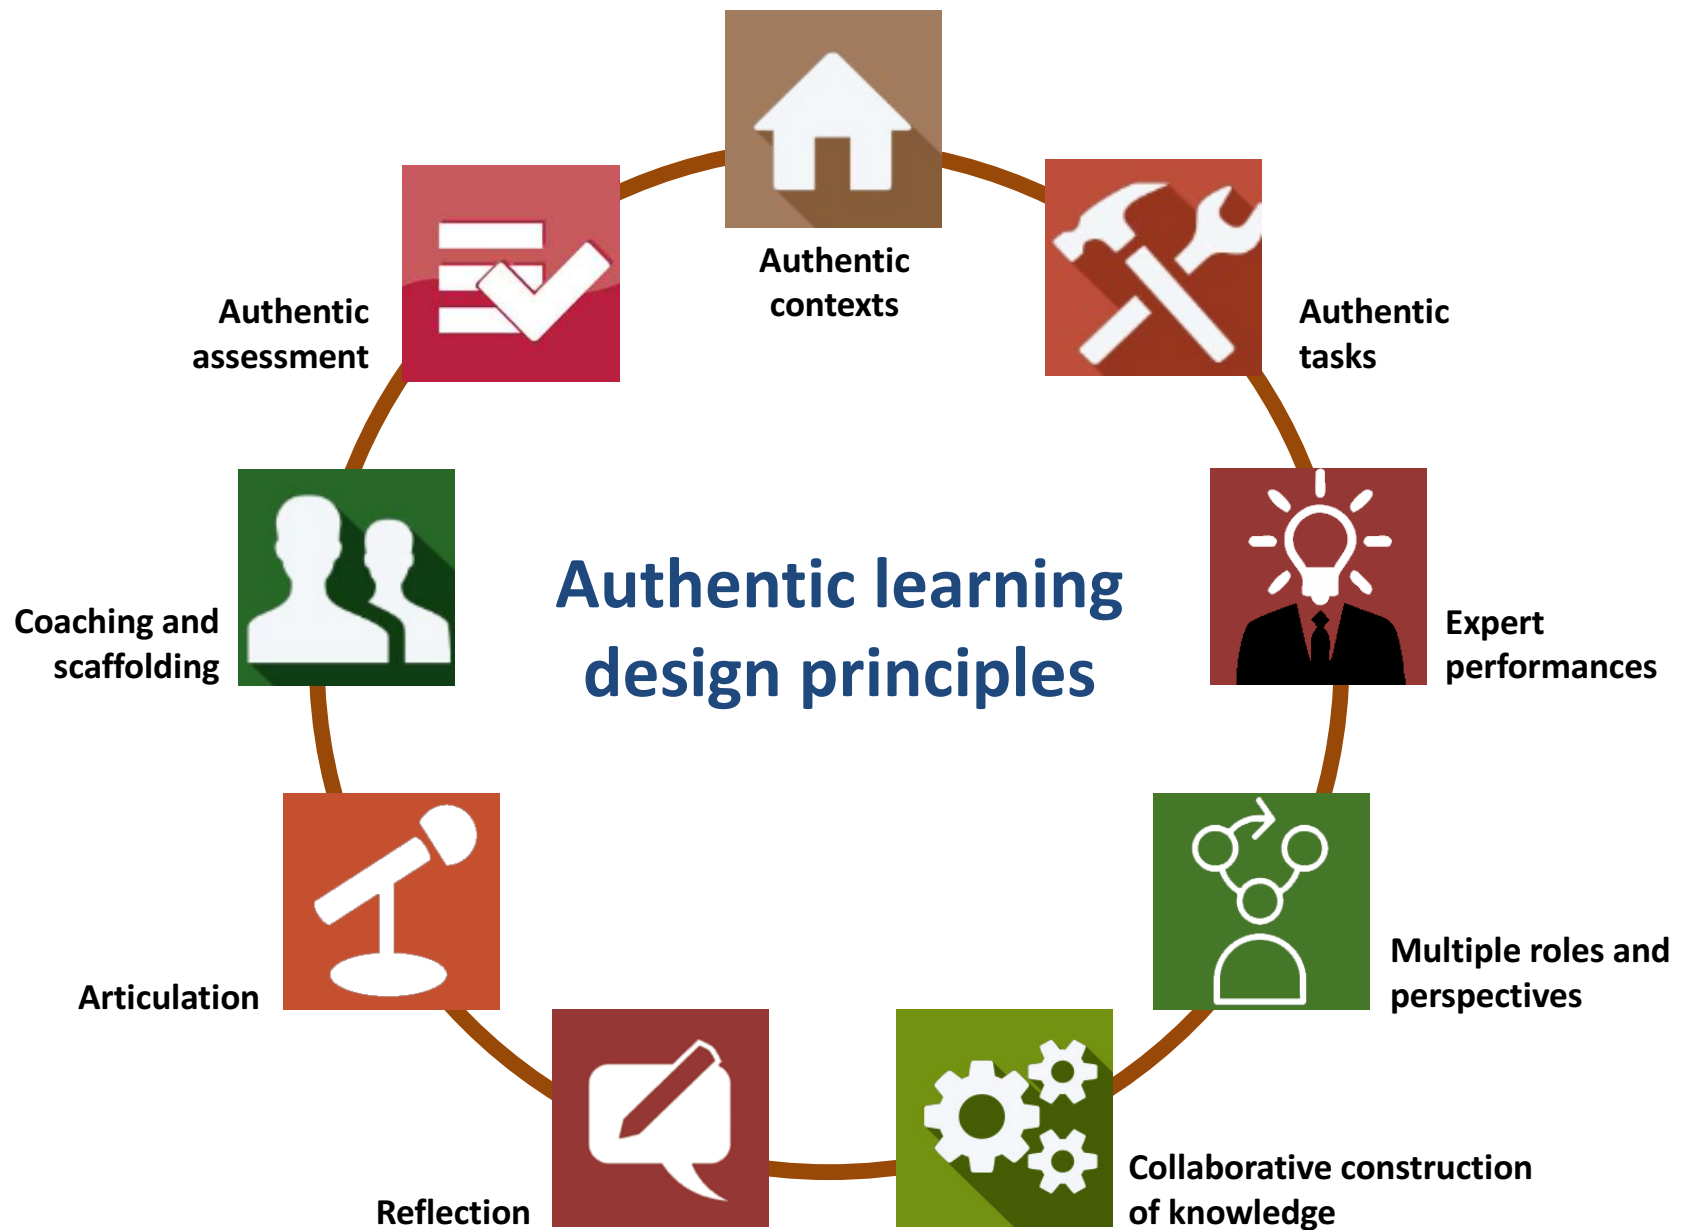 Authentic
contexts
Authentic
tasks
Expert
performances
Multiple roles and
perspectives
Collaborative construction
of knowledge
Reflection
Articulation
Coaching and
scaffolding
Authentic
assessment
Authentic learning
design principles